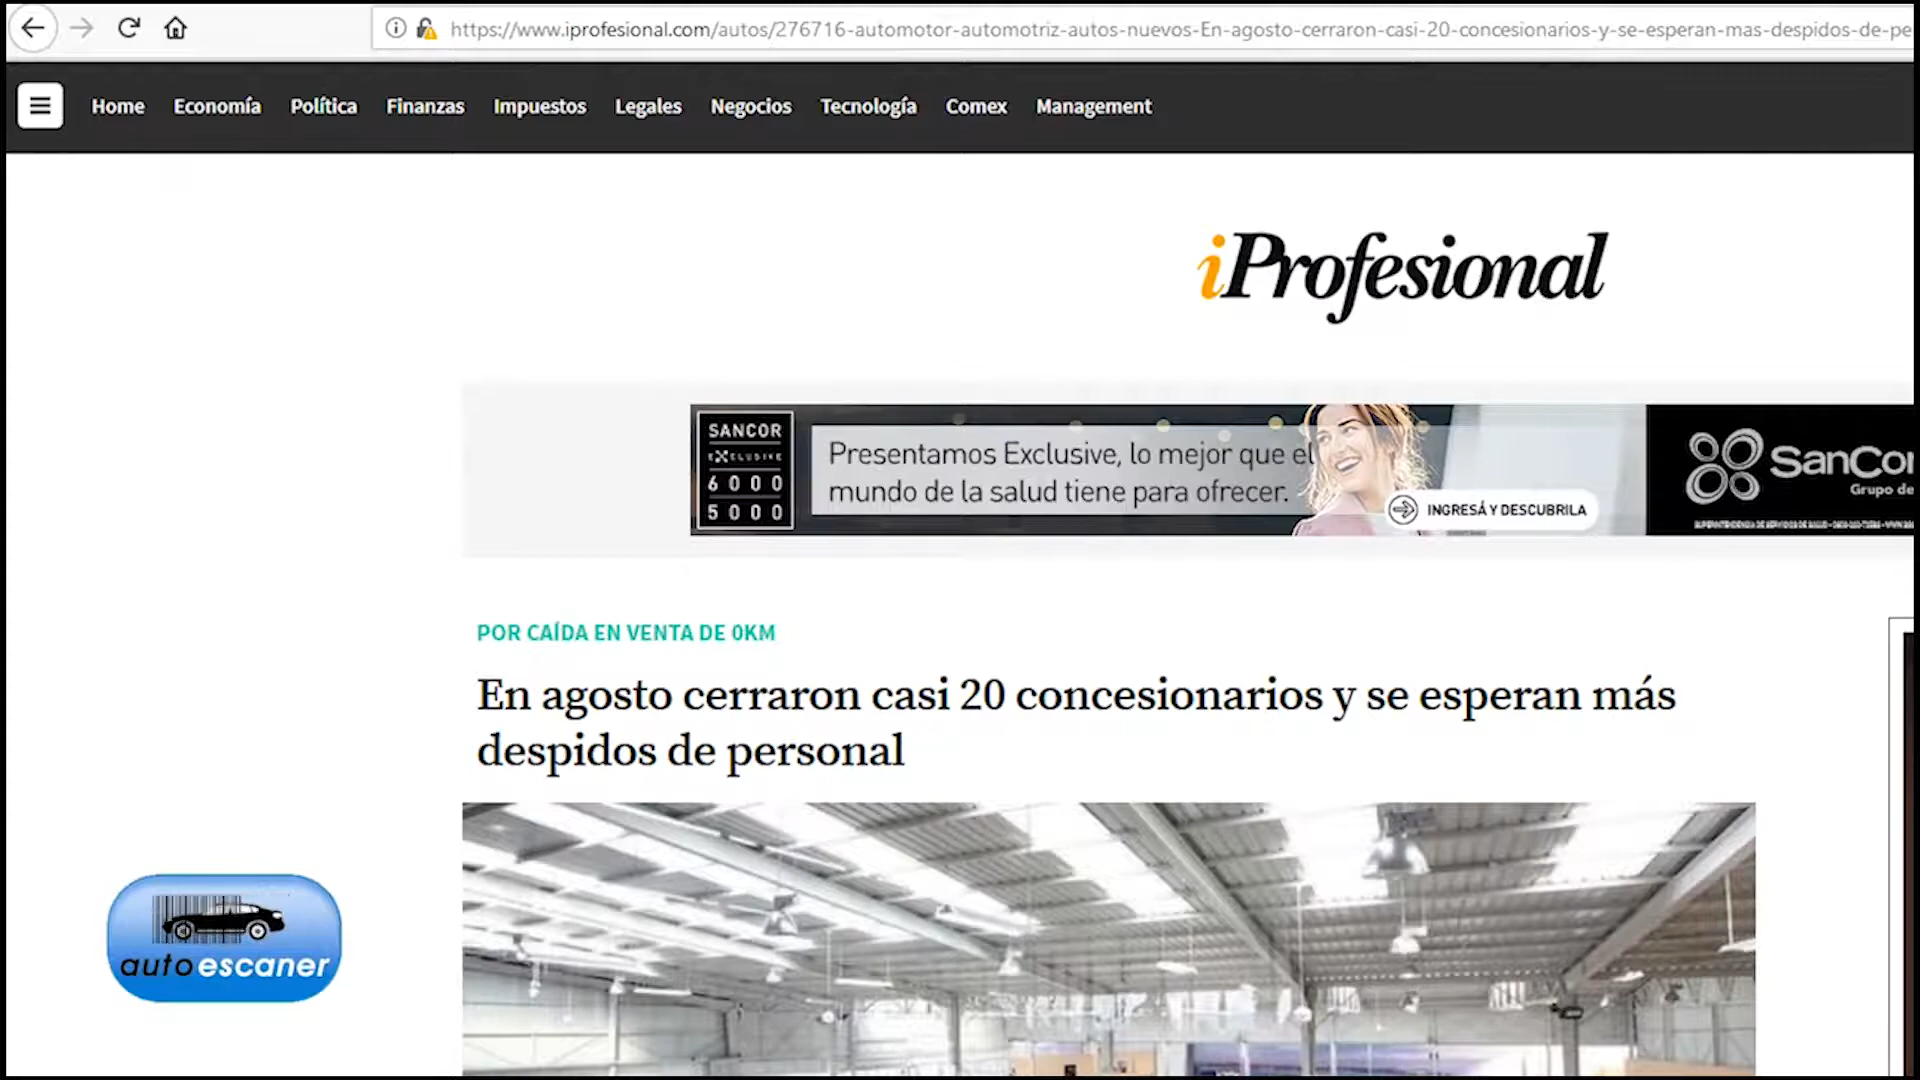 https://www.iprofesional.com/autos/276716-automotor-automotriz-autos-nuevos-En-agosto-cerraron-casi-20-concesionarios-y-se-esperan-mas-despidos-de-pe
Home Economía Política Finanzas Impuestos Legales Negocios Tecnología Comex Management
iProfesional
SANCOR
EXCLUSIVE
6000
5000
Presentamos Exclusive, lo mejor que el
mundo de la salud tiene para ofrecer.
INGRESÁ Y DESCUBRILA
SanCor
Grupo de
POR CAÍDA EN VENTA DE 0KM
En agosto cerraron casi 20 concesionarios y se esperan más
despidos de personal
autoescaner